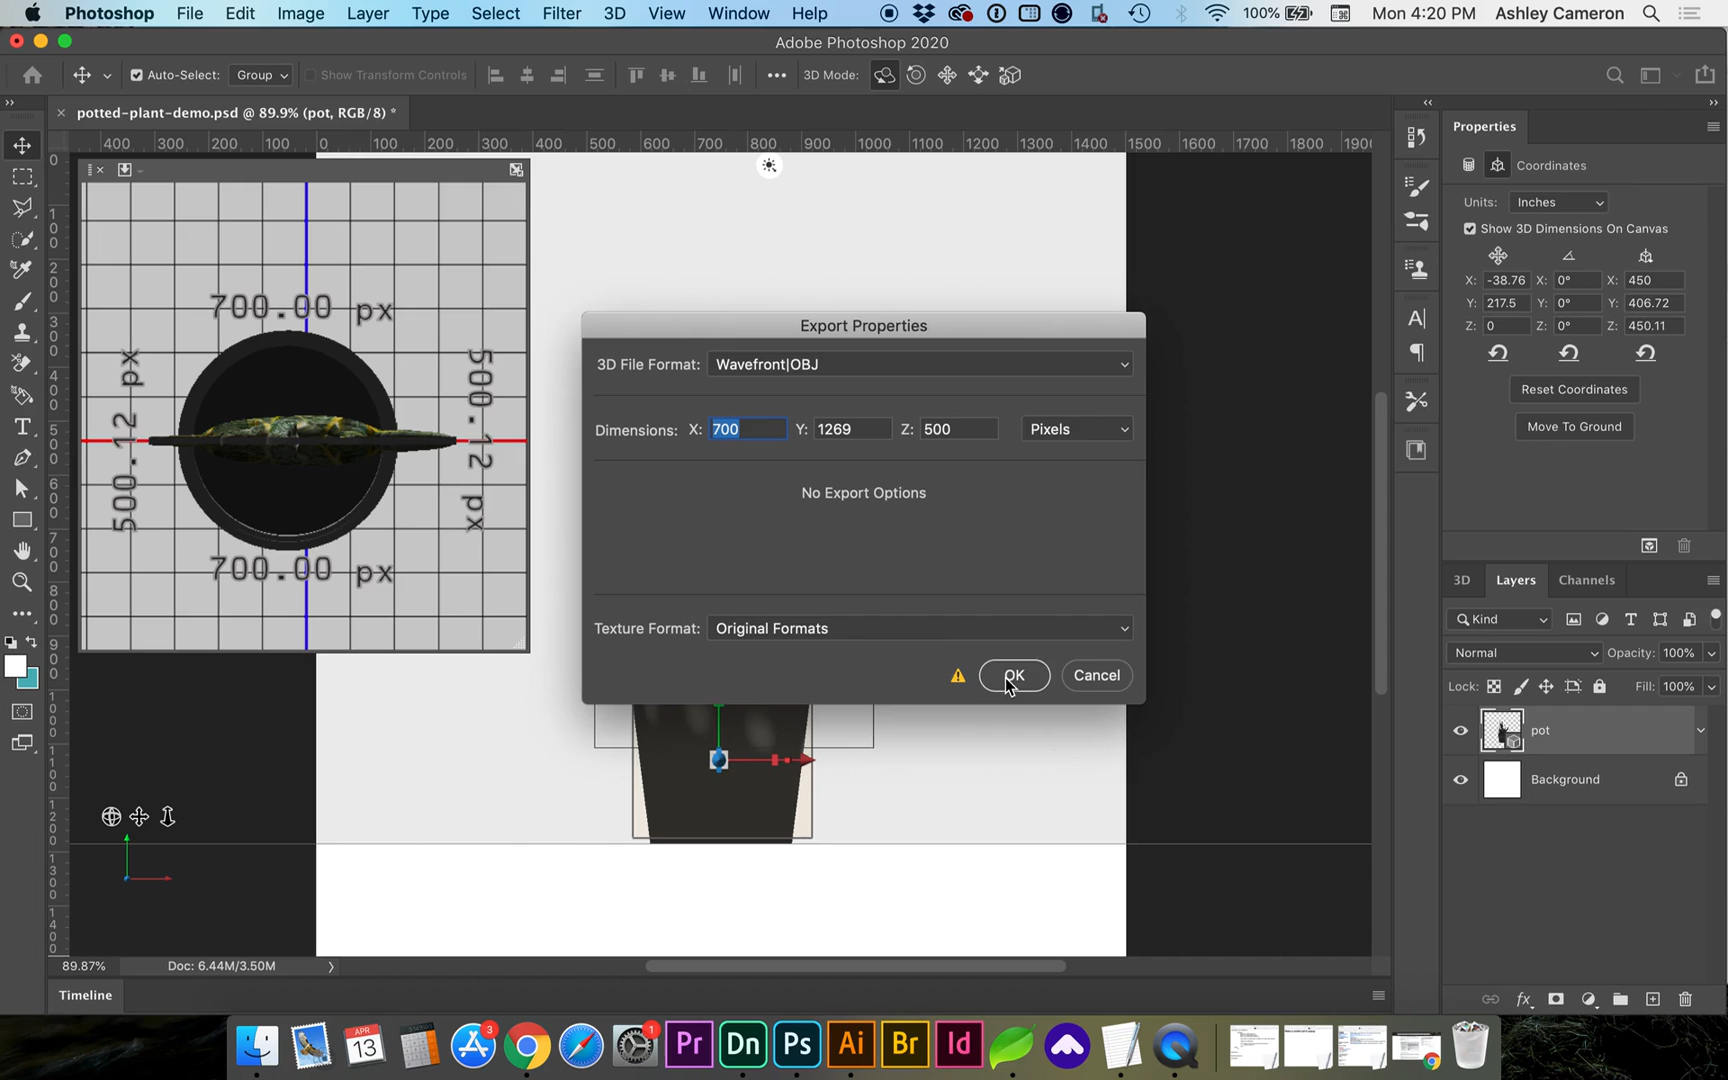 Photoshop File Edit Image Layer Type Select Filter 3D View Window Help 100% Mon 4:20 PM Ashley Cameron
Adobe Photoshop 2020
Auto-Select: Group Show Transform Controls 3D Mode:
potted-plant-demo.psd @ 89.9% (pot, RGB/8) *
400 300 200 100 0 100 200 300 400 500 600 700 800 900 1000 1100 1200 1300 1400 1500 1600 1700 1800 190
700.00 px
500.12 px
500.12 px
700.00 px
Export Properties
3D File Format: Wavefront|OBJ
Dimensions: X: 700 Y: 1269 Z: 500 Pixels
No Export Options
Texture Format: Original Formats
OK Cancel
Properties
Coordinates
Units: Inches
Show 3D Dimensions On Canvas
X: -38.76 X: 0° X: 450
Y: 217.5 Y: 0° Y: 406.72
Z: 0 Z: 0° Z: 450.11
Reset Coordinates
Move To Ground
3D Layers Channels
Kind
Normal Opacity: 100%
Lock: Fill: 100%
pot
Background
89.87% Doc: 6.44M/3.50M
Timeline
APR
13
3
1
Pr Dn Ps Ai Br Id